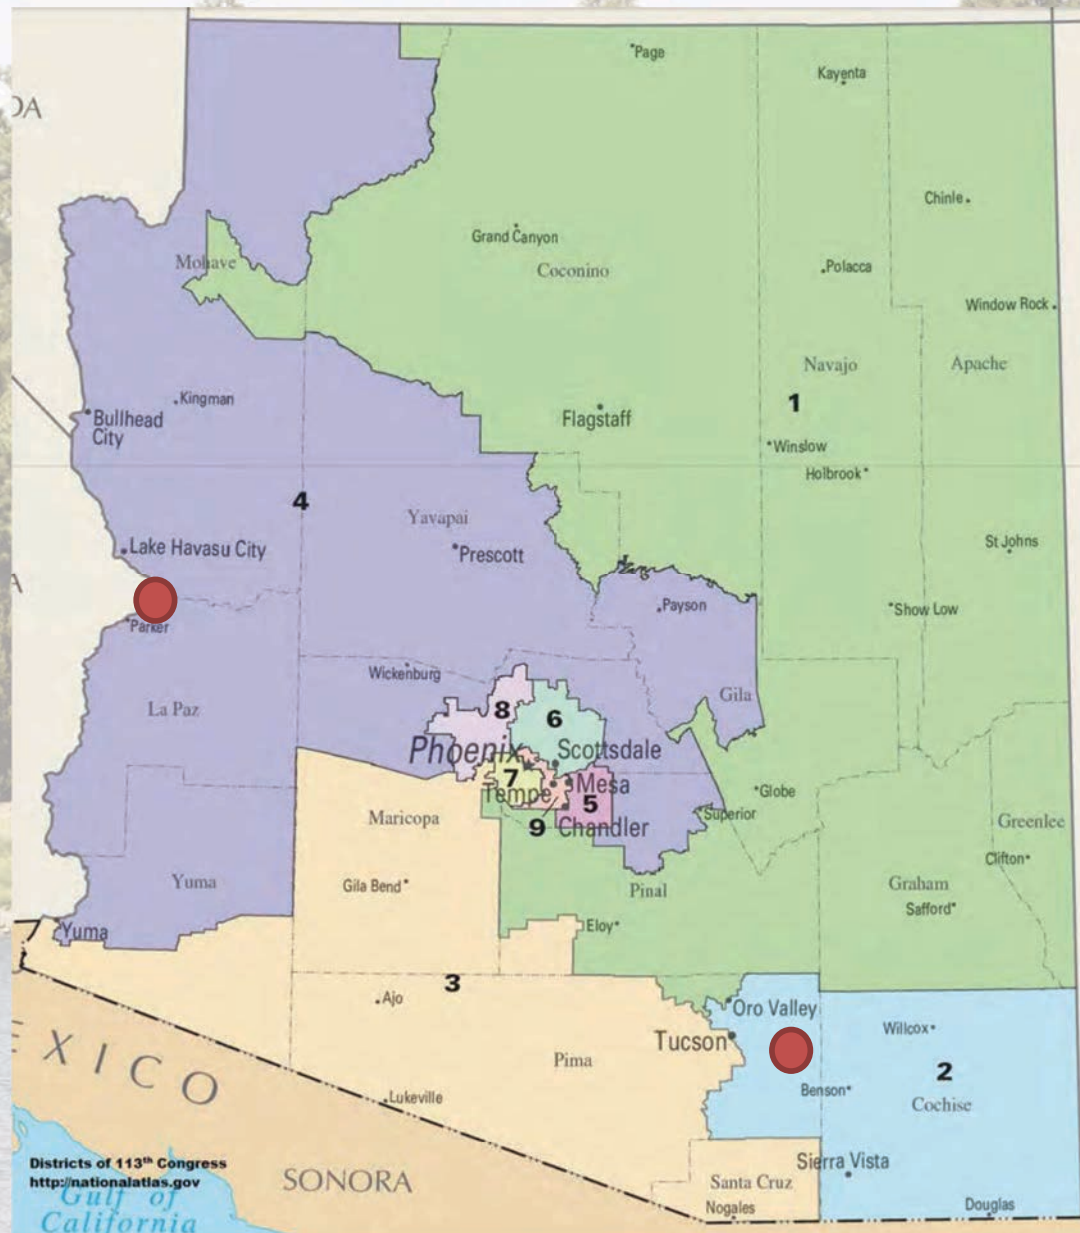 Page
Kayenta
Chinle
Grand Canyon
Mohave
Coconino
Polacca
Window Rock
Navajo
Apache
Kingman
1
Bullhead
City
Flagstaff
Winslow
Holbrook
4
Yavapai
Lake Havasu City
Prescott
St Johns
Payson
Show Low
Parker
Wickenburg
Gila
La Paz
8
6
Phoenix
Scottsdale
7
Mesa
Tempe
5
Globe
Superior
Maricopa
9
Chandler
Greenlee
Clifton
Yuma
Gila Bend
Pinal
Graham
Safford
Yuma
Eloy
3
Ajo
Oro Valley
Willcox
Tucson
Pima
2
EXICO
Benson
Lukeville
Cochise
Districts of 113th Congress
http://nationalatlas.gov
SONORA
Sierra Vista
Santa Cruz
Gulf of
California
Nogales
Douglas